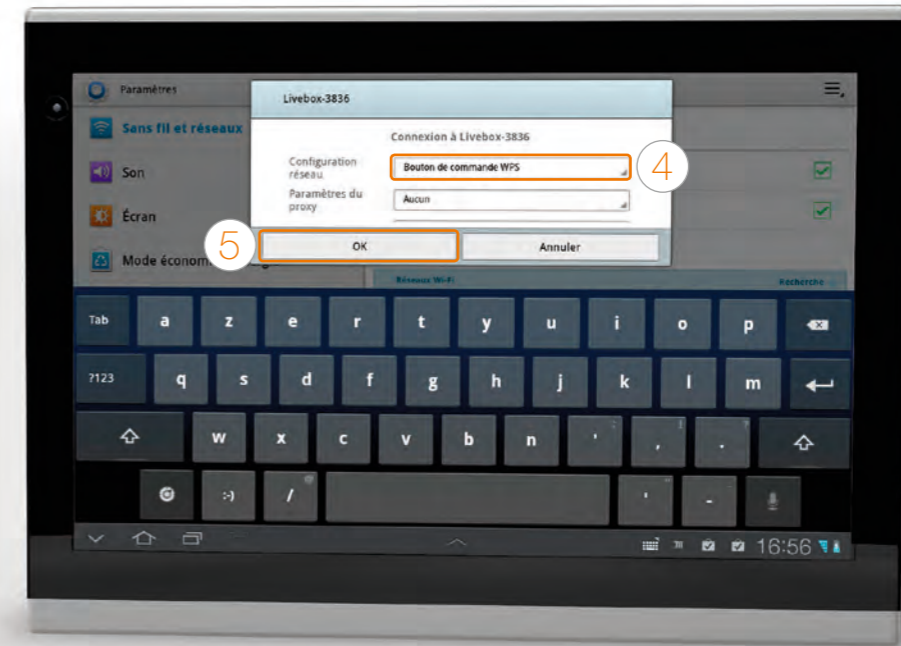 Paramètres
Livebox-3836
Sans fil et réseaux
Connexion à Livebox-3836
Configuration
réseau
Bouton de commande WPS
4
Son
Paramètres du
proxy
Aucun
Écran
5
OK
Annuler
Mode économ
Réseaux Wi-Fi
Recherche
Tab a z e r t y u i o p
?123 q s d f g h j k l m
w x c v b n ' , .
:-) / @ ' -
16:56